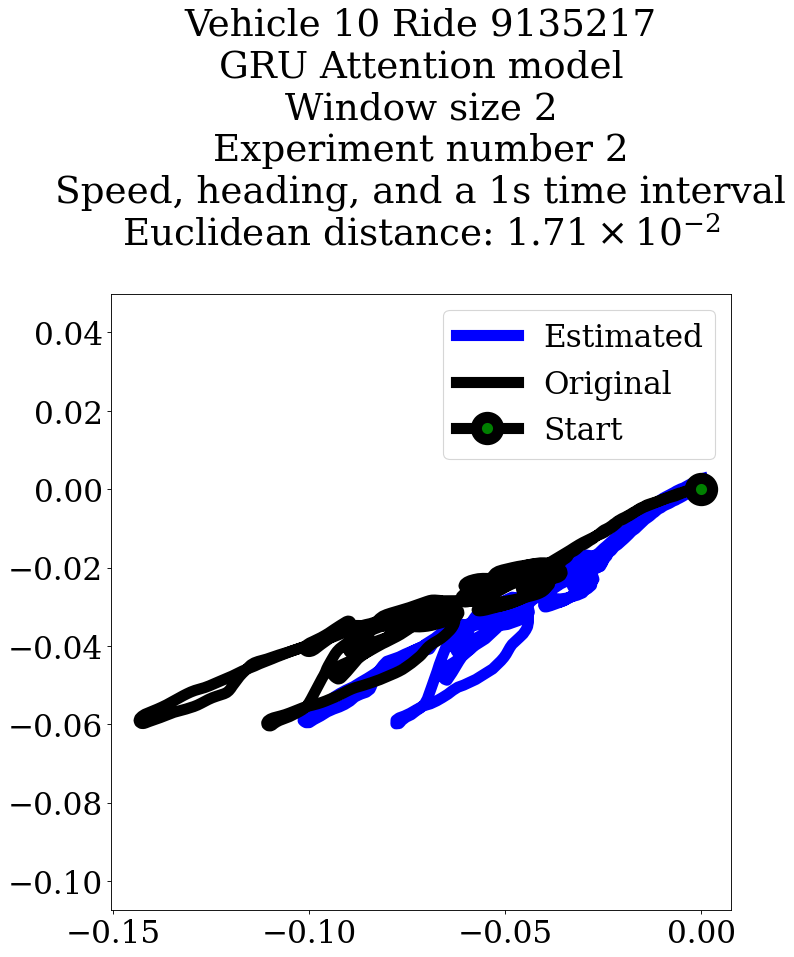 Vehicle 10 Ride 9135217
GRU Attention model
Window size 2
Experiment number 2
Speed, heading, and a 1s time interval
Euclidean distance: 1.71 × 10⁻²
Estimated
Original
Start
0.04
0.02
0.00
−0.02
−0.04
−0.06
−0.08
−0.10
−0.15
−0.10
−0.05
0.00